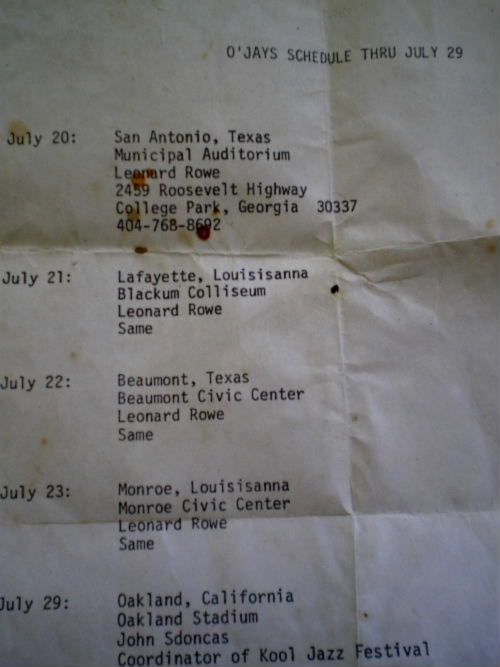 O'JAYS SCHEDULE THRU JULY 29
July 20: San Antonio, Texas
Municipal Auditorium
Leonard Rowe
2459 Roosevelt Highway
College Park, Georgia 30337
404-768-8692
July 21: Lafayette, Louisisanna
Blackum Colliseum
Leonard Rowe
Same
July 22: Beaumont, Texas
Beaumont Civic Center
Leonard Rowe
Same
July 23: Monroe, Louisisanna
Monroe Civic Center
Leonard Rowe
Same
July 29: Oakland, California
Oakland Stadium
John Sdoncas
Coordinator of Kool Jazz Festival